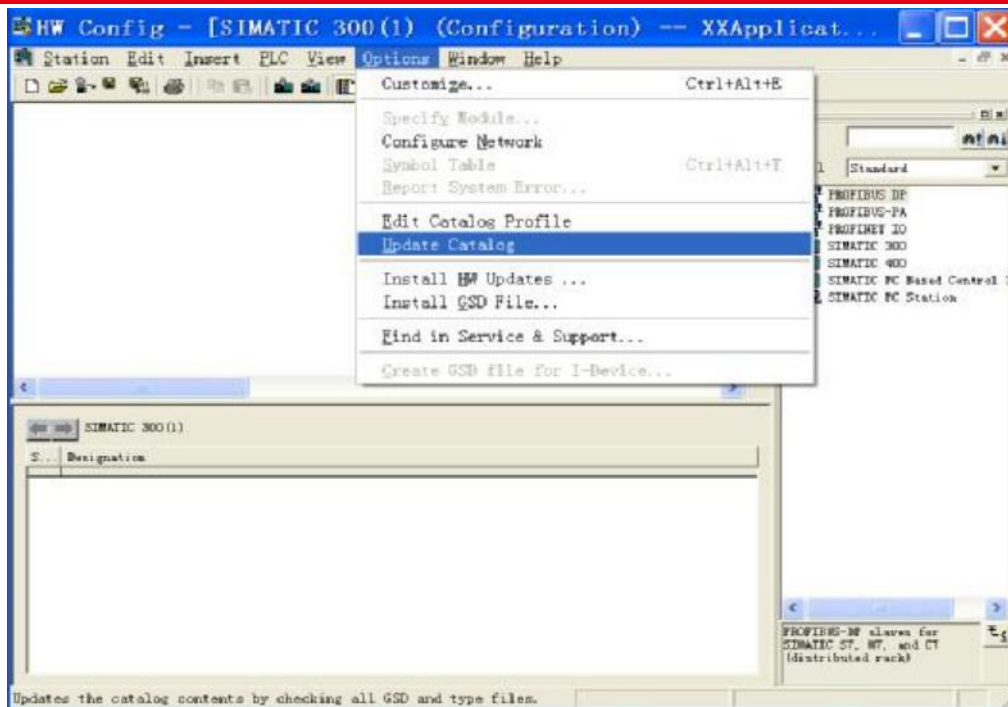 HW Config - [SIMATIC 300(1) (Configuration) -- XXApplicat...
Station Edit Insert PLC View Options Window Help
Customize... Ctrl+Alt+E
Specify Module...
Configure Network
Symbol Table Ctrl+Alt+T
Report System Error...
Edit Catalog Profile
Update Catalog
Install HW Updates ...
Install GSD File...
Find in Service & Support...
Create GSD file for I-Device...
Standard
PROFIBUS DP
PROFIBUS-PA
PROFINET IO
SIMATIC 300
SIMATIC 400
SIMATIC PC Based Control
SIMATIC PC Station
SIMATIC 300(1)
S... Designation
PROFIBUS-DP slaves for
SIMATIC S7, M7, and C7
(distributed rack)
Updates the catalog contents by checking all GSD and type files.